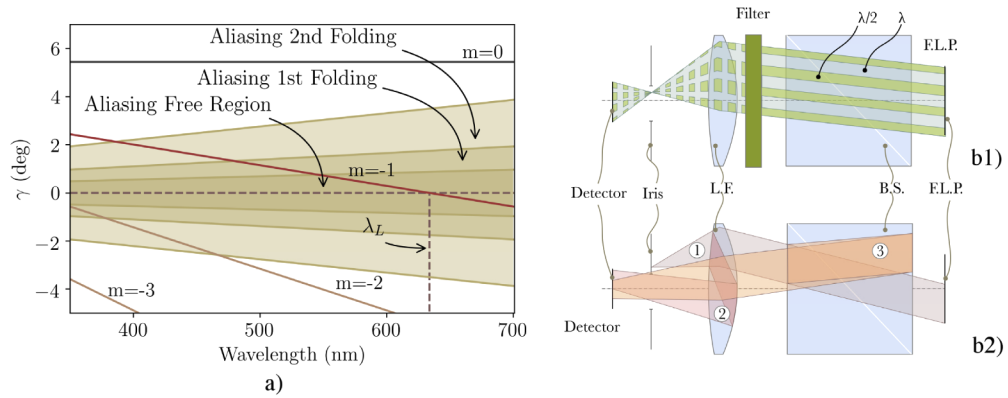 Aliasing 2nd Folding
m=0
Aliasing 1st Folding
Aliasing Free Region
m=-1
λ_L
m=-2
m=-3
6
4
2
0
−2
−4
γ (deg)
400
500
600
700
Wavelength (nm)
a)
Filter
λ/2
λ
F.L.P.
b1)
Detector
Iris
L.F.
B.S.
F.L.P.
1
2
3
Detector
b2)